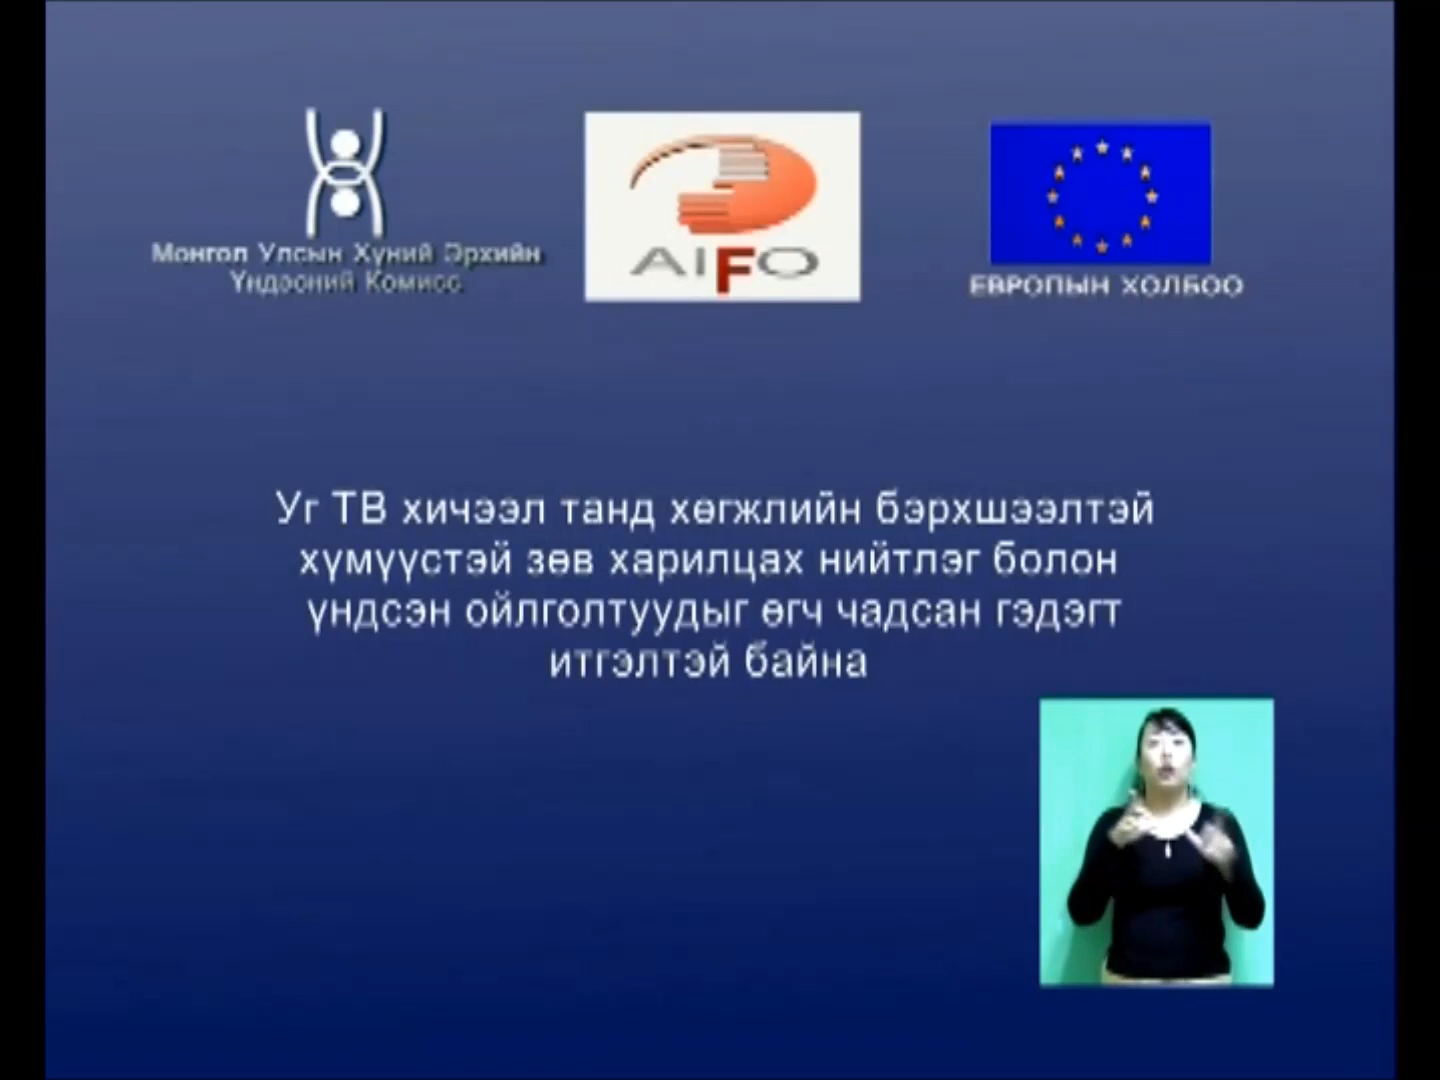 Монгол Улсын Хүний Эрхийн
Үндэсний Комисс
AIFO
ЕВРОПЫН ХОЛБОО
Уг ТВ хичээл танд хөгжлийн бэрхшээлтэй
хүмүүстэй зөв харилцах нийтлэг болон
үндсэн ойлголтуудыг өгч чадсан гэдэгт
итгэлтэй байна